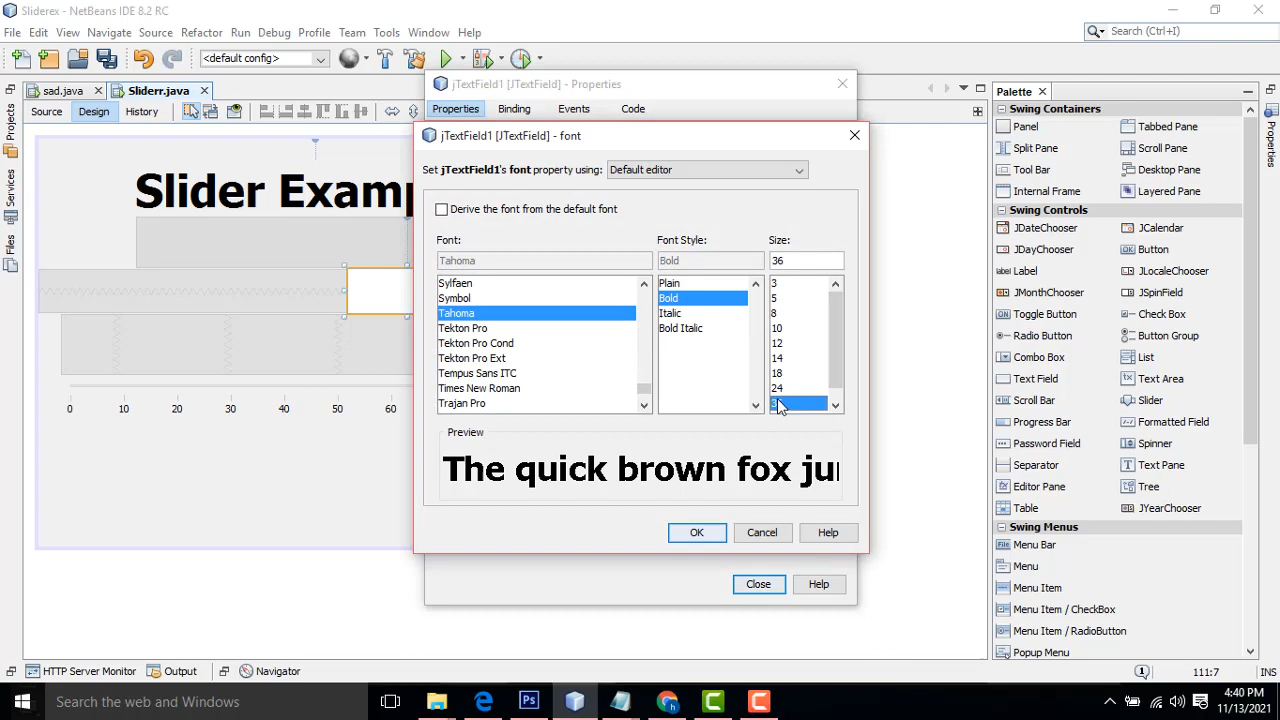 Sliderex - NetBeans IDE 8.2 RC
File Edit View Navigate Source Refactor Run Debug Profile Team Tools Window Help
Search (Ctrl+I)
<default config>
sad.java Sliderr.java
Source Design History
jTextField1 [JTextField] - Properties
Properties Binding Events Code
jTextField1 [JTextField] - font
Set jTextField1's font property using: Default editor
Derive the font from the default font
Font: Font Style: Size:
Tahoma Bold 36
Sylfaen Plain 3
Symbol Bold 5
Tahoma Italic 8
Tekton Pro Bold Italic 10
Tekton Pro Cond 12
Tekton Pro Ext 14
Tempus Sans ITC 18
Times New Roman 24
Trajan Pro
Preview
The quick brown fox ju
OK Cancel Help
Close Help
Slider Examp
0 10 20 30 40 50 60
Projects
Services
Files
Properties
Palette
Swing Containers
Panel Tabbed Pane
Split Pane Scroll Pane
Tool Bar Desktop Pane
Internal Frame Layered Pane
Swing Controls
JDateChooser JCalendar
JDayChooser Button
Label JLocaleChooser
JMonthChooser JSpinField
Toggle Button Check Box
Radio Button Button Group
Combo Box List
Text Field Text Area
Scroll Bar Slider
Progress Bar Formatted Field
Password Field Spinner
Separator Text Pane
Editor Pane Tree
Table JYearChooser
Swing Menus
Menu Bar
Menu
Menu Item
Menu Item / CheckBox
Menu Item / RadioButton
Popup Menu
HTTP Server Monitor Output Navigator
1 111:7 INS
Search the web and Windows
Ps
4:40 PM
11/13/2021